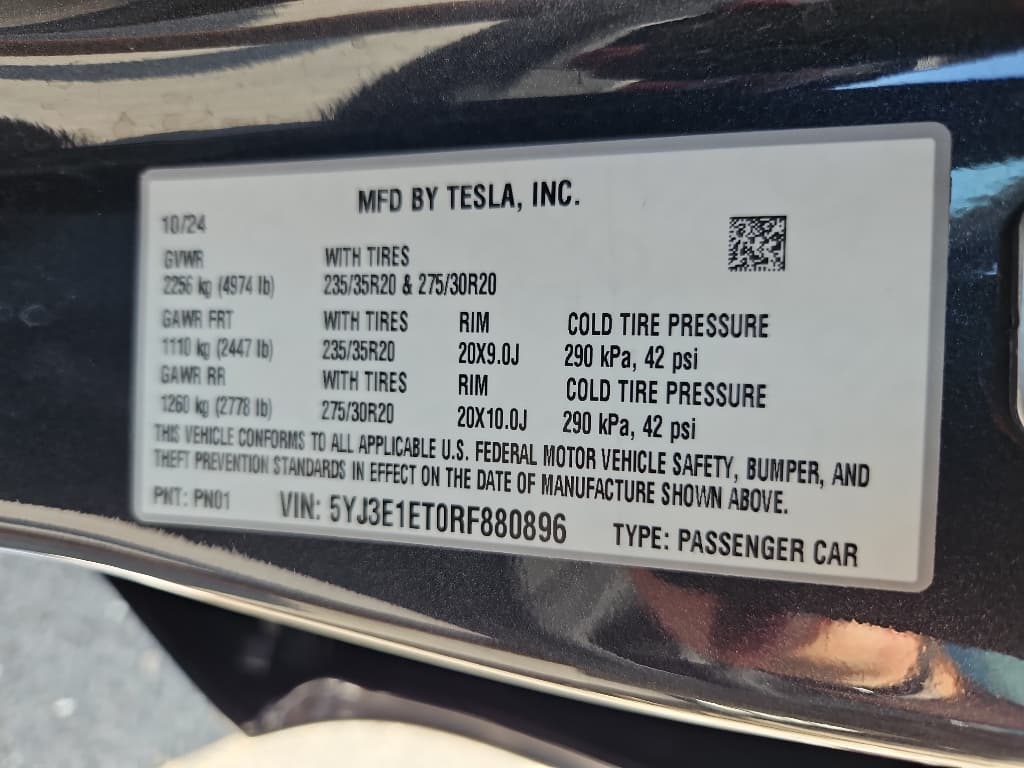 MFD BY TESLA, INC.
10/24
GVWR WITH TIRES
2256 kg (4974 lb) 235/35R20 & 275/30R20
GAWR FRT WITH TIRES RIM COLD TIRE PRESSURE
1110 kg (2447 lb) 235/35R20 20X9.0J 290 kPa, 42 psi
GAWR RR WITH TIRES RIM COLD TIRE PRESSURE
1260 kg (2778 lb) 275/30R20 20X10.0J 290 kPa, 42 psi
THIS VEHICLE CONFORMS TO ALL APPLICABLE U.S. FEDERAL MOTOR VEHICLE SAFETY, BUMPER, AND
THEFT PREVENTION STANDARDS IN EFFECT ON THE DATE OF MANUFACTURE SHOWN ABOVE.
PNT: PN01 VIN: 5YJ3E1ET0RF880896 TYPE: PASSENGER CAR